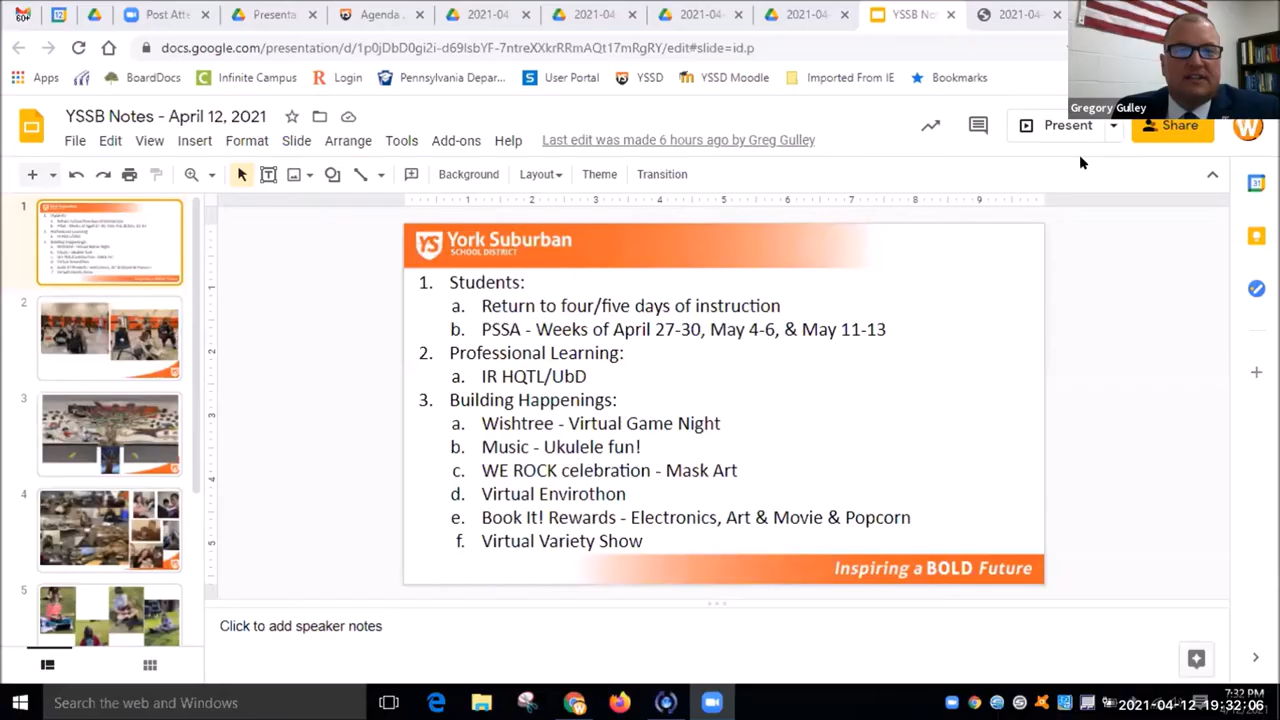 60+
12
Post Att
Presenta
Agenda
2021-04
2021-04
2021-04
2021-04
YSSB No
2021-04
docs.google.com/presentation/d/1p0jDbD0gi2i-d69lsbYF-7ntreXXkrRRmAQt17mRgRY/edit#slide=id.p
Apps
BoardDocs
Infinite Campus
Login
Pennsylvania Depar...
User Portal
YSSD
YSSD Moodle
Imported From IE
Bookmarks
Gregory Gulley
YSSB Notes - April 12, 2021
Present
Share
File Edit View Insert Format Slide Arrange Tools Add-ons Help
Last edit was made 6 hours ago by Greg Gulley
Background Layout Theme Transition
York Suburban
SCHOOL DISTRICT
1. Students:
a. Return to four/five days of instruction
b. PSSA - Weeks of April 27-30, May 4-6, & May 11-13
2. Professional Learning:
a. IR HQTL/UbD
3. Building Happenings:
a. Wishtree - Virtual Game Night
b. Music - Ukulele fun!
c. WE ROCK celebration - Mask Art
d. Virtual Envirothon
e. Book It! Rewards - Electronics, Art & Movie & Popcorn
f. Virtual Variety Show
Inspiring a BOLD Future
1
2
3
4
5
Click to add speaker notes
Search the web and Windows
7:32 PM
2021-04-12 19:32:06